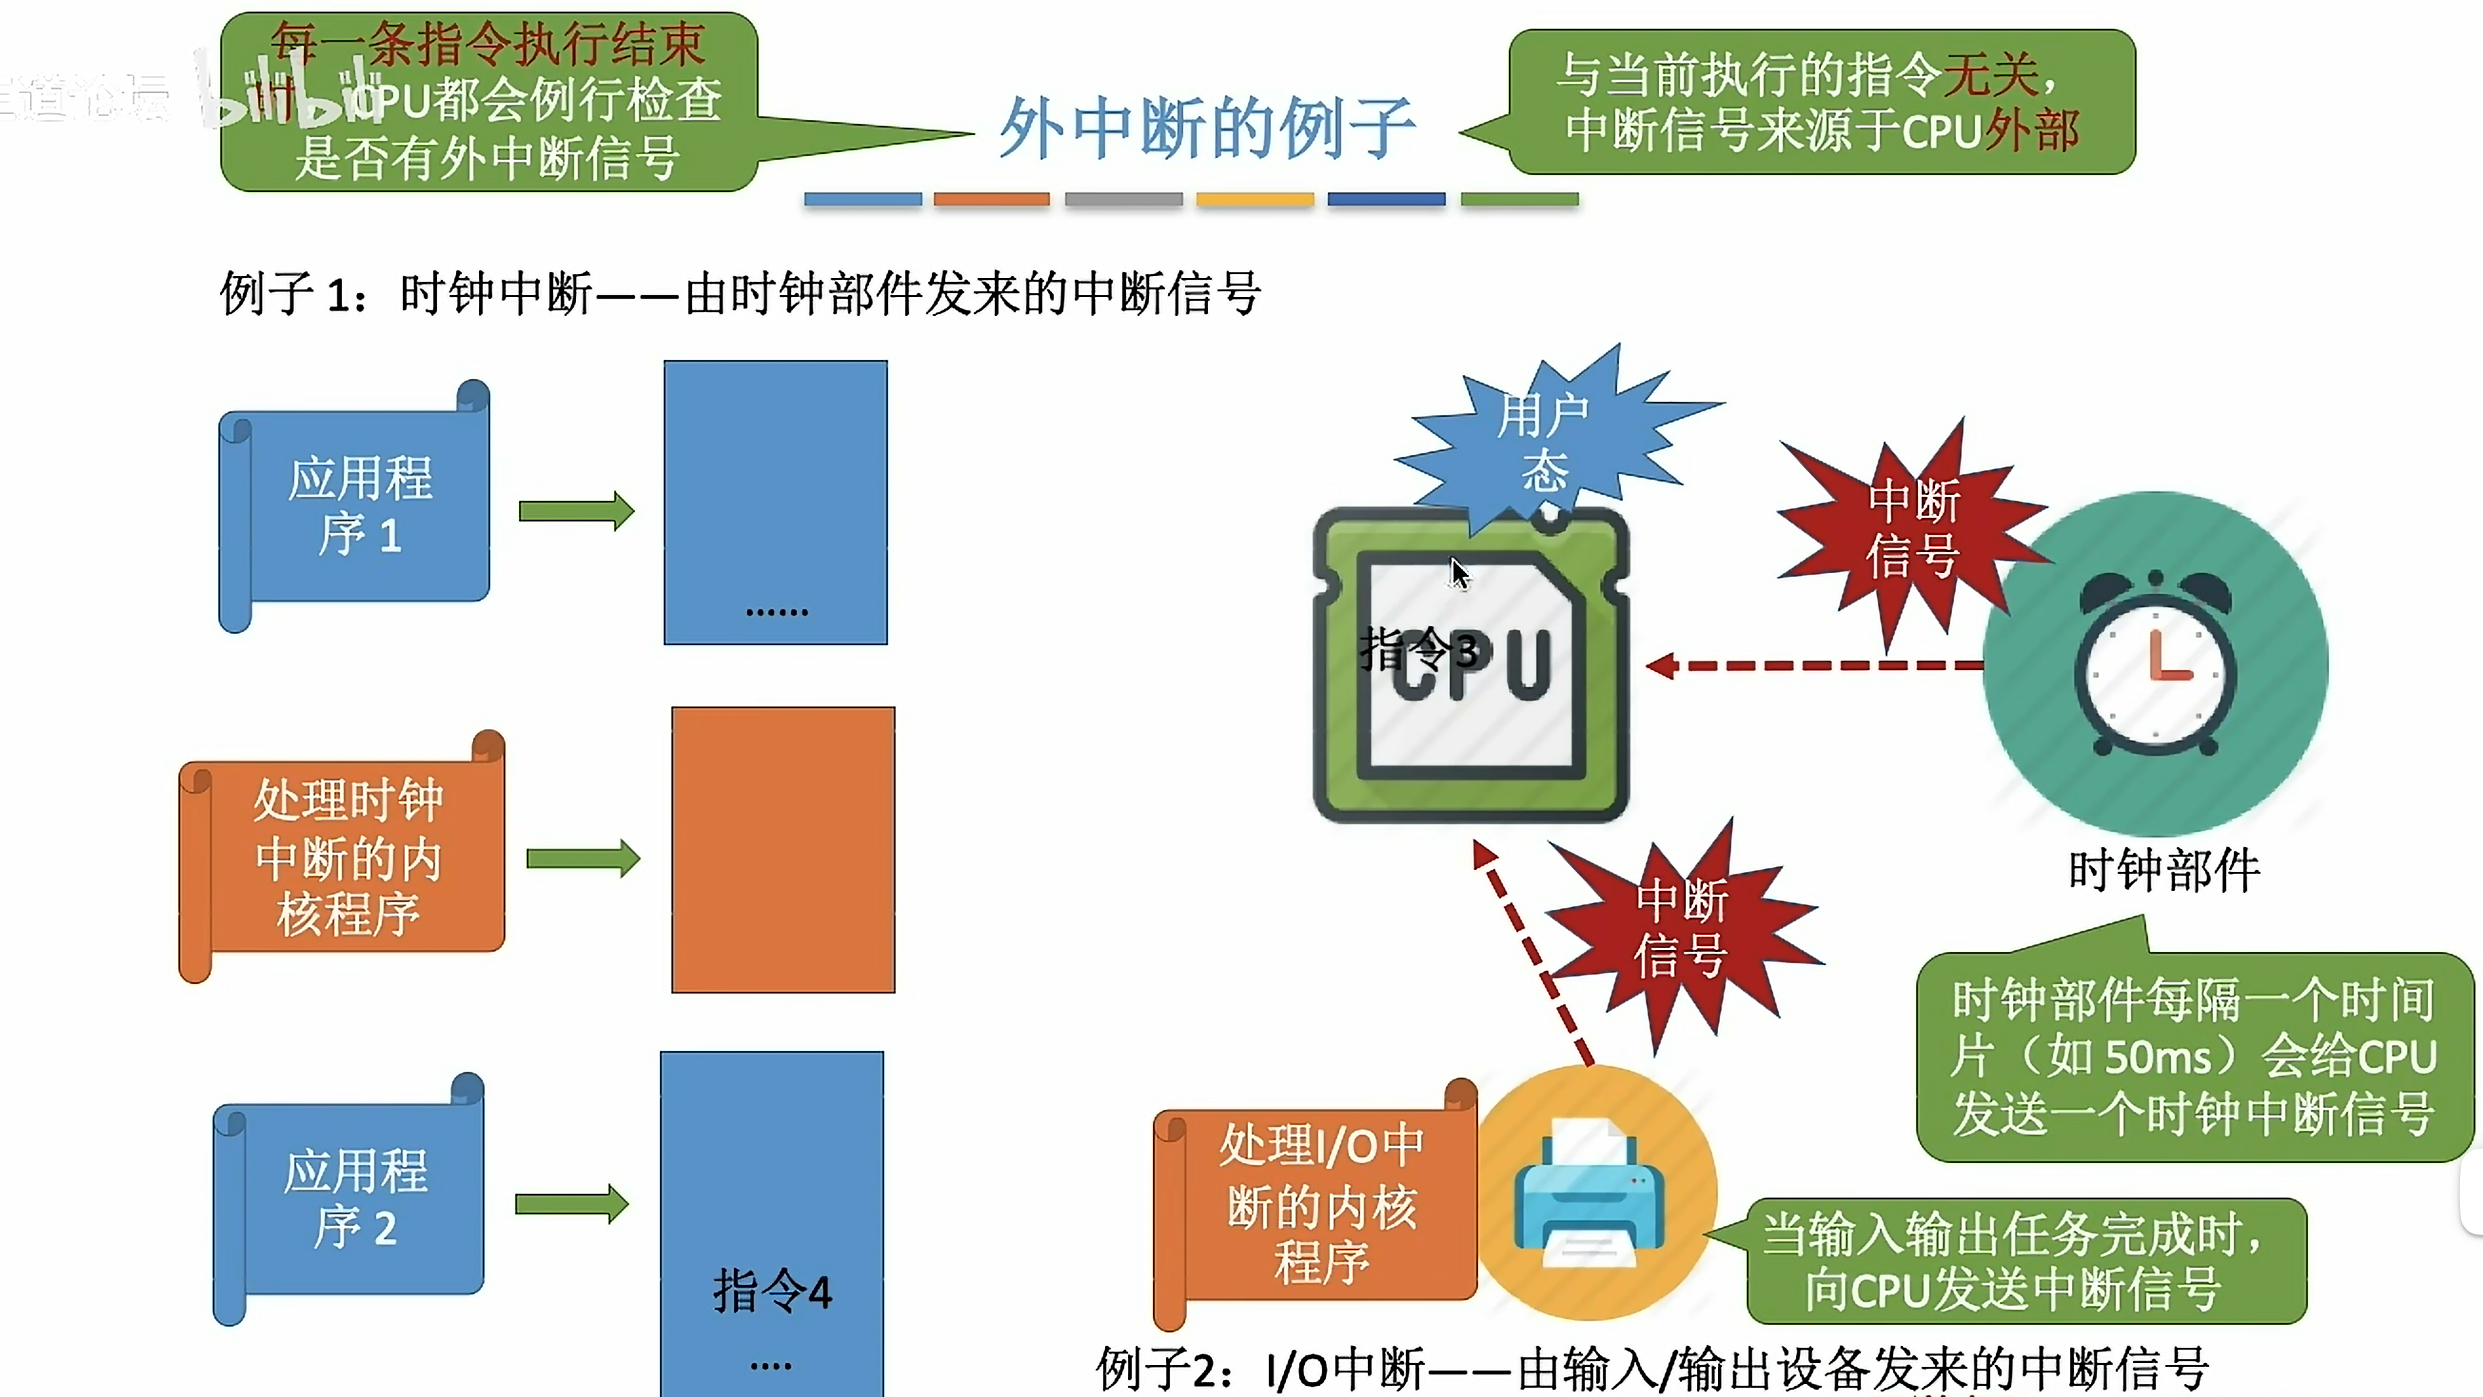 每一条指令执行结束
时，CPU都会例行检查
是否有外中断信号
bilibili
外中断的例子
与当前执行的指令无关，
中断信号来源于CPU外部
例子 1：时钟中断——由时钟部件发来的中断信号
应用程
序 1
......
用户
态
中断
信号
指令3
CPU
处理时钟
中断的内
核程序
时钟部件
中断
信号
时钟部件每隔一个时间
片（如 50ms）会给CPU
发送一个时钟中断信号
应用程
序 2
指令4
....
处理I/O中
断的内核
程序
当输入输出任务完成时，
向CPU发送中断信号
例子2：I/O中断——由输入/输出设备发来的中断信号